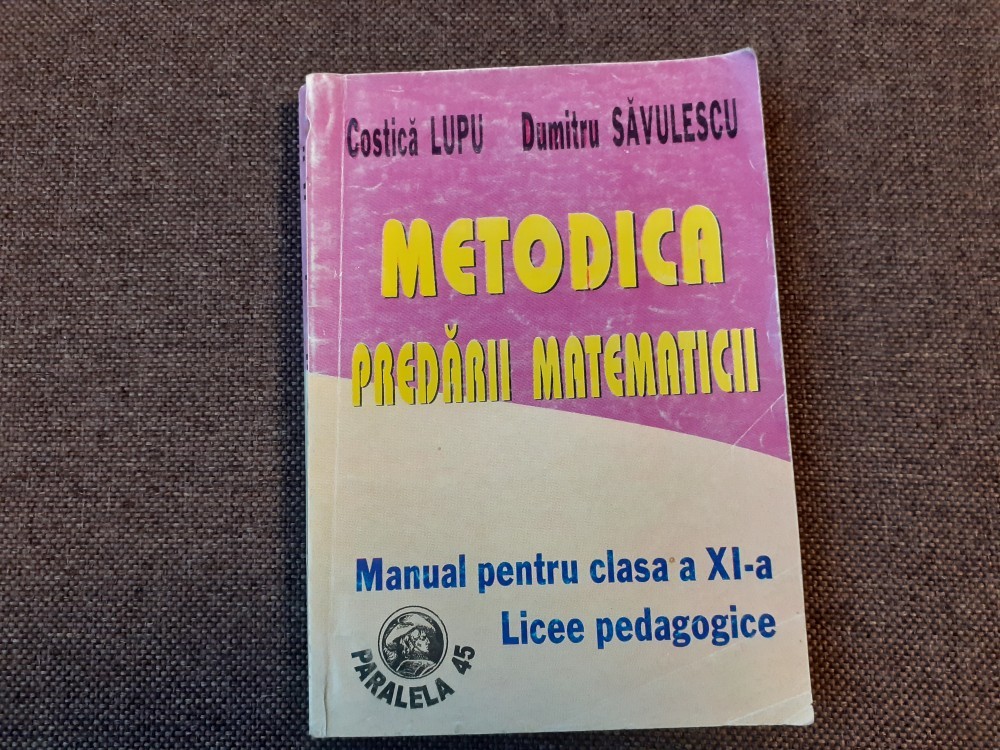 Costică LUPU Dumitru SĂVULESCU
METODICA
PREDĂRII MATEMATICII
Manual pentru clasa a XI-a
Licee pedagogice
PARALELA 45